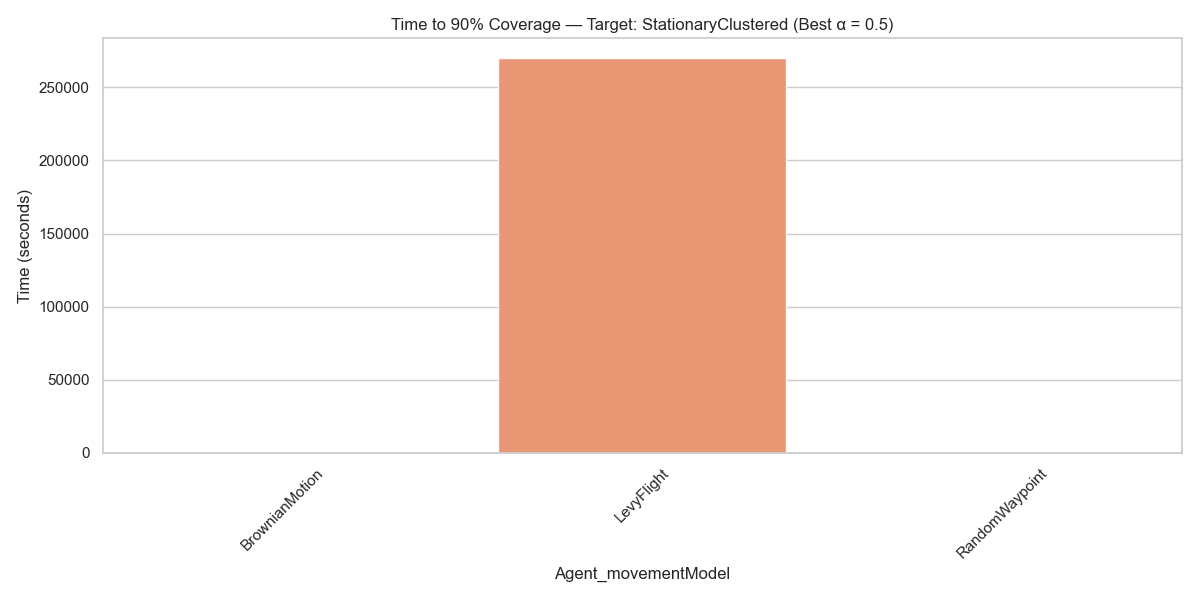 Time to 90% Coverage — Target: StationaryClustered (Best α = 0.5)
Time (seconds)
250000
200000
150000
100000
50000
0
BrownianMotion
LevyFlight
RandomWaypoint
Agent_movementModel